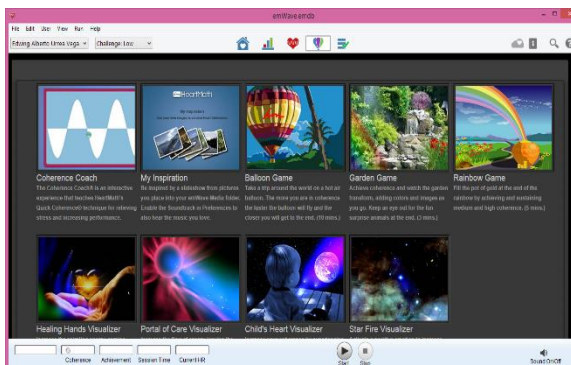 emWave.emdb
File Edit User View Run Help
Edwing Alberto Urrea Vega Challenge: Low
HeartMath
My Inspiration
Coherence Coach
The Coherence Coach® is an interactive
experience that teaches HeartMath's
Quick Coherence® technique for relieving
stress and increasing performance.
My Inspiration
Be inspired by a slideshow from pictures
you place into your emWave Media folder.
Enable the Soundtrack in Preferences to
also hear the music you love.
Balloon Game
Take a trip around the world on a hot air
balloon. The more you are in coherence
the faster the balloon will fly and the
closer you will get to the end. (10 mins.)
Garden Game
Achieve coherence and watch the garden
transform, adding colors and images as
you go. Keep an eye out for the fun
surprise animals at the end. (3 mins.)
Rainbow Game
Fill the pot of gold at the end of the
rainbow by achieving and sustaining
medium and high coherence. (5 mins.)
Healing Hands Visualizer
Portal of Care Visualizer
Child's Heart Visualizer
Star Fire Visualizer
Coherence Achievement Session Time Current HR
Start Stop
Sound On/Off